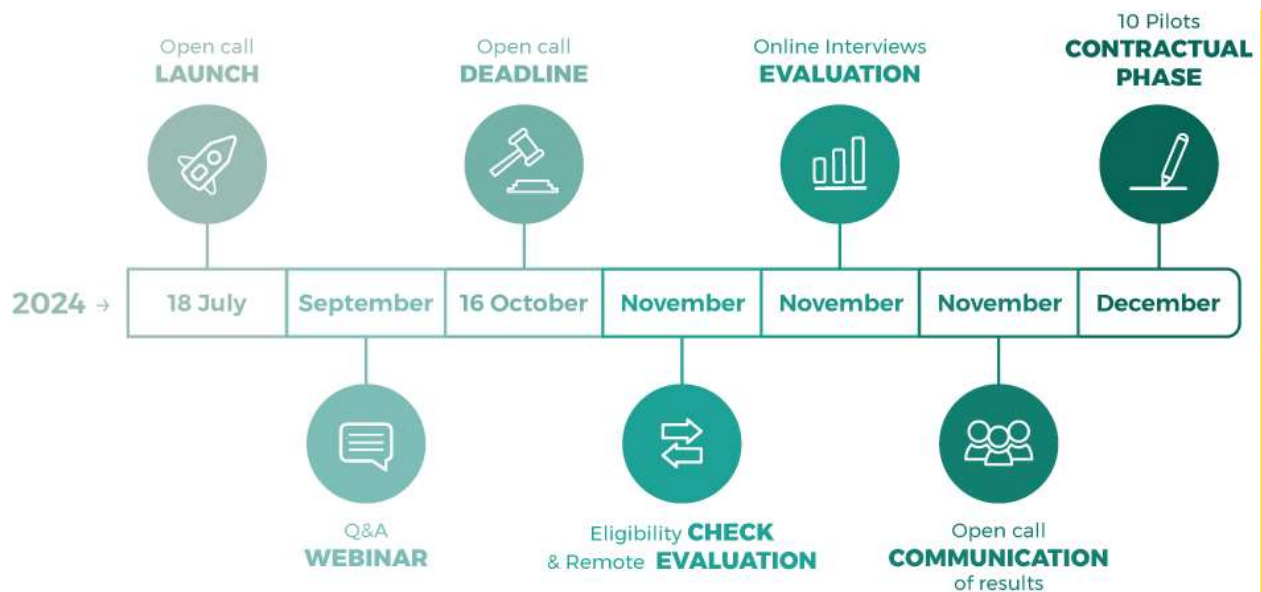 Open call
LAUNCH
Open call
DEADLINE
Online Interviews
EVALUATION
10 Pilots
CONTRACTUAL
PHASE
2024 →
18 July
September
16 October
November
November
November
December
Q&A
WEBINAR
Eligibility CHECK
& Remote EVALUATION
Open call
COMMUNICATION
of results